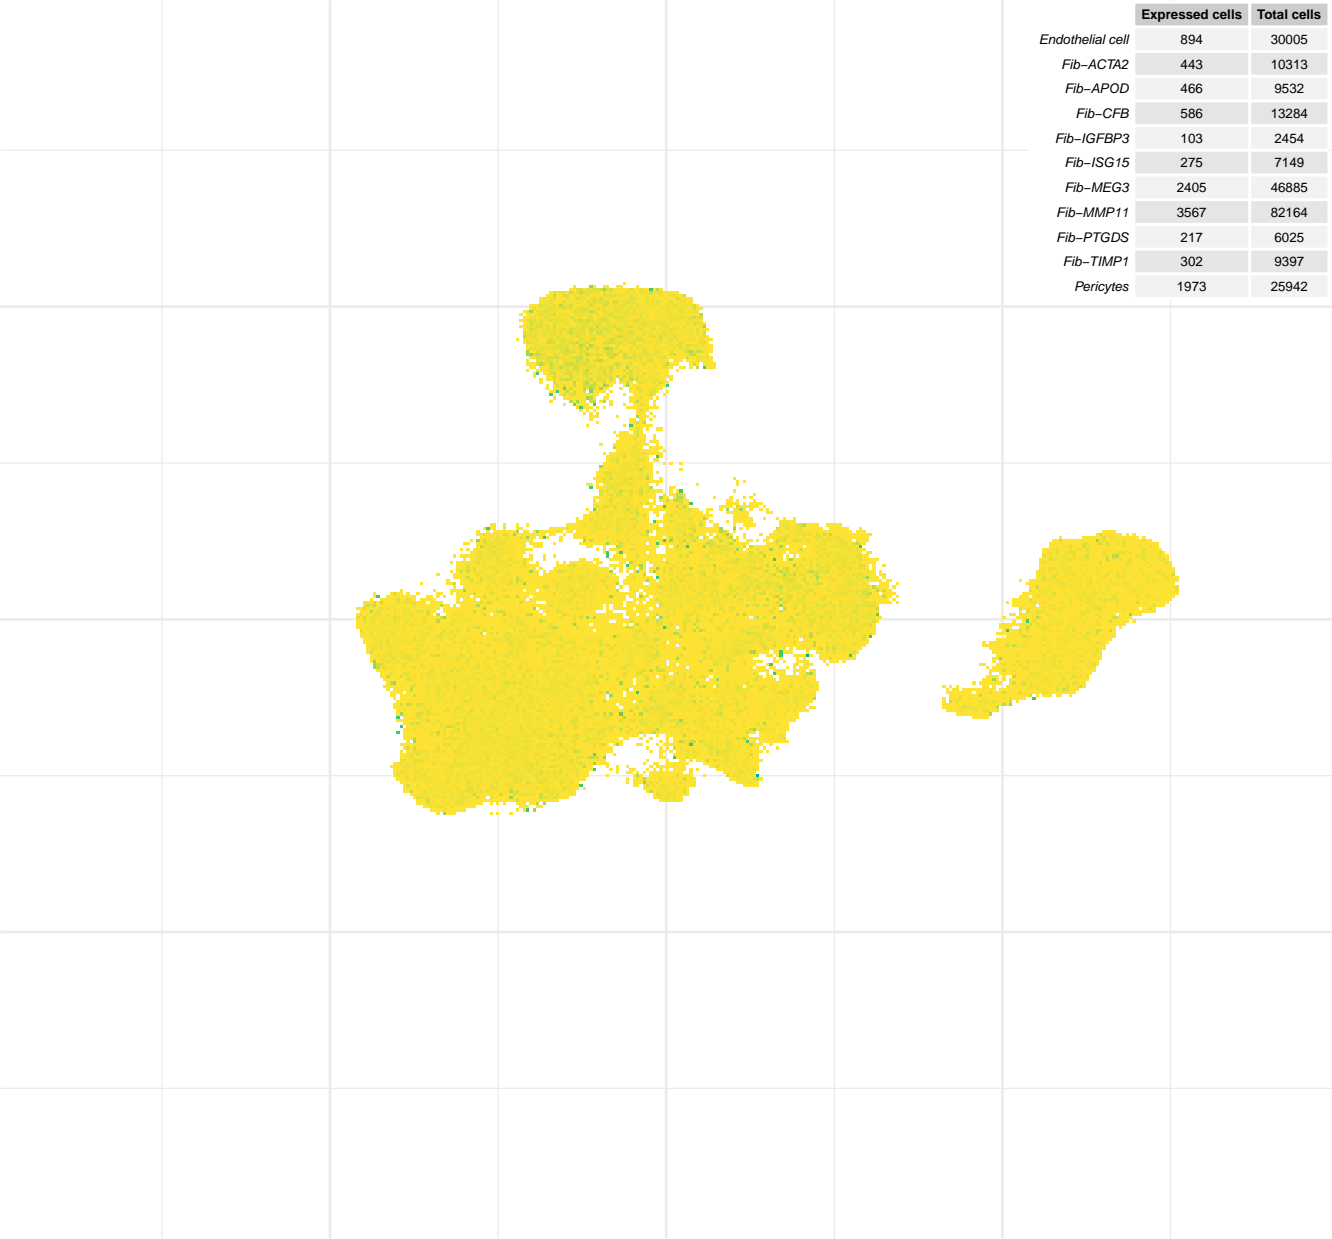 Expressed cells Total cells
Endothelial cell 894 30005
Fib−ACTA2 443 10313
Fib−APOD 466 9532
Fib−CFB 586 13284
Fib−IGFBP3 103 2454
Fib−ISG15 275 7149
Fib−MEG3 2405 46885
Fib−MMP11 3567 82164
Fib−PTGDS 217 6025
Fib−TIMP1 302 9397
Pericytes 1973 25942